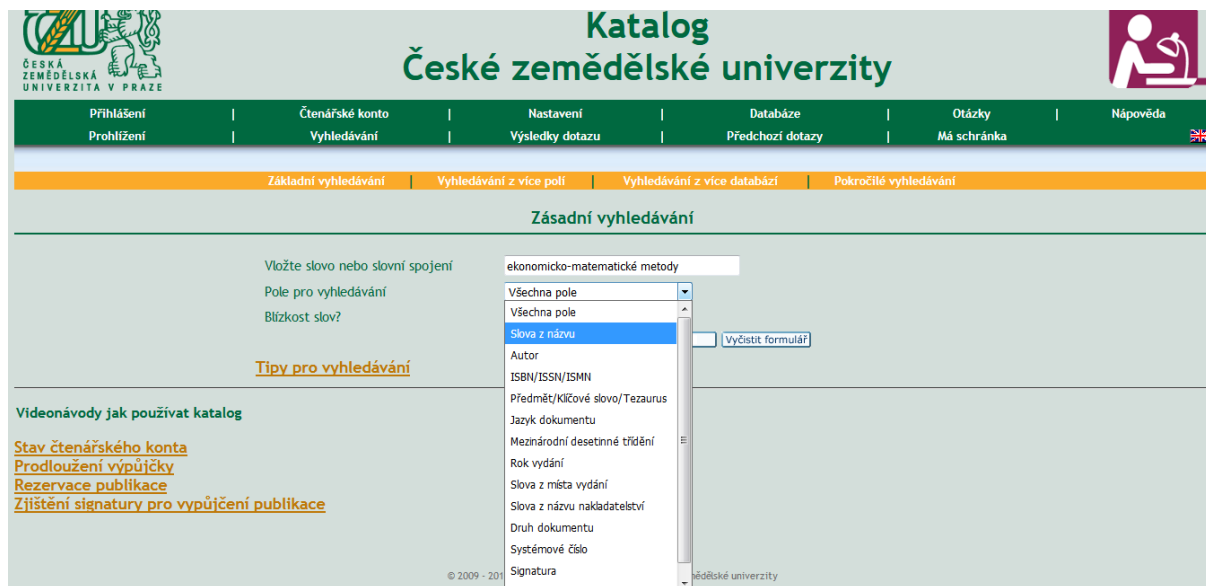 ČESKÁ
ZEMĚDĚLSKÁ
UNIVERZITA V PRAZE
Katalog
České zemědělské univerzity
Přihlášení | Čtenářské konto | Nastavení | Databáze | Otázky | Nápověda
Prohlížení | Vyhledávání | Výsledky dotazu | Předchozí dotazy | Má schránka
Základní vyhledávání | Vyhledávání z více polí | Vyhledávání z více databází | Pokročilé vyhledávání
Zásadní vyhledávání
Vložte slovo nebo slovní spojení ekonomicko-matematické metody
Pole pro vyhledávání Všechna pole
Blízkost slov?
Všechna pole
Slova z názvu
Autor
ISBN/ISSN/ISMN
Předmět/Klíčové slovo/Tezaurus
Jazyk dokumentu
Mezinárodní desetinné třídění
Rok vydání
Slova z místa vydání
Slova z názvu nakladatelství
Druh dokumentu
Systémové číslo
Signatura
Vyčistit formulář
Tipy pro vyhledávání
Videonávody jak používat katalog
Stav čtenářského konta
Prodloužení výpůjčky
Rezervace publikace
Zjištění signatury pro vypůjčení publikace
© 2009 - 201 mědělské univerzity